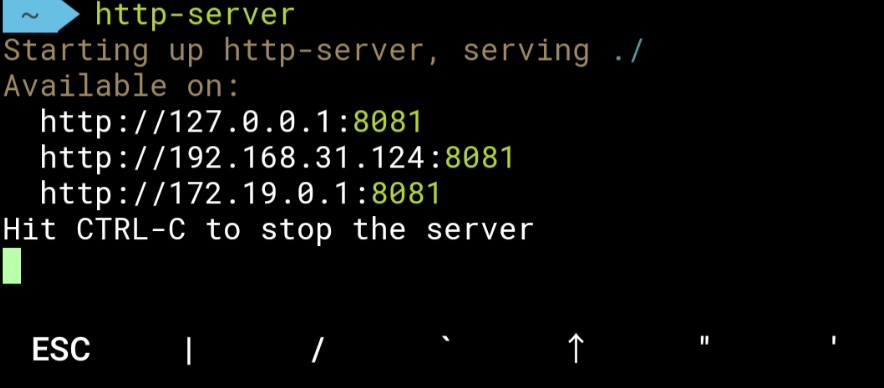 ~ http-server
Starting up http-server, serving ./
Available on:
http://127.0.0.1:8081
http://192.168.31.124:8081
http://172.19.0.1:8081
Hit CTRL-C to stop the server
ESC | / ` ↑ " '